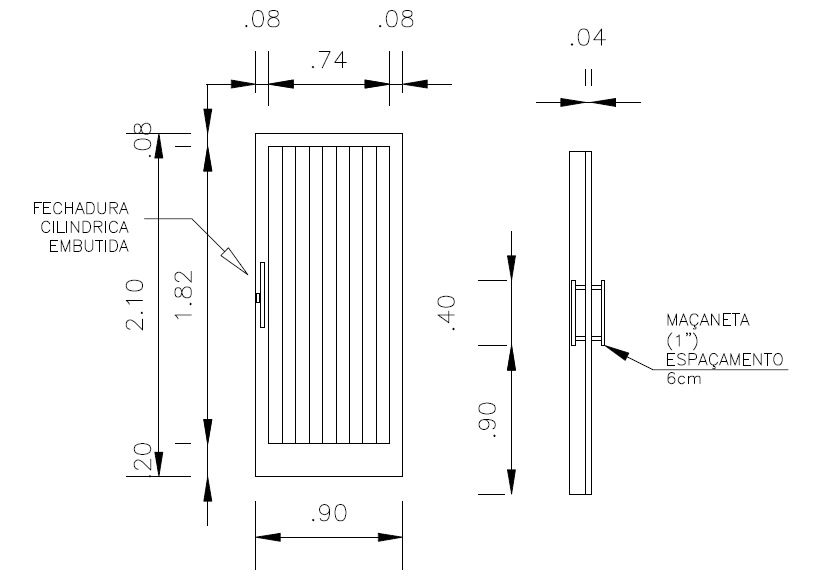 .08
.08
.04
.74
.08
FECHADURA
CILINDRICA
EMBUTIDA
2.10
1.82
.40
MAÇANETA
(1”)
ESPAÇAMENTO
6cm
.90
.20
.90